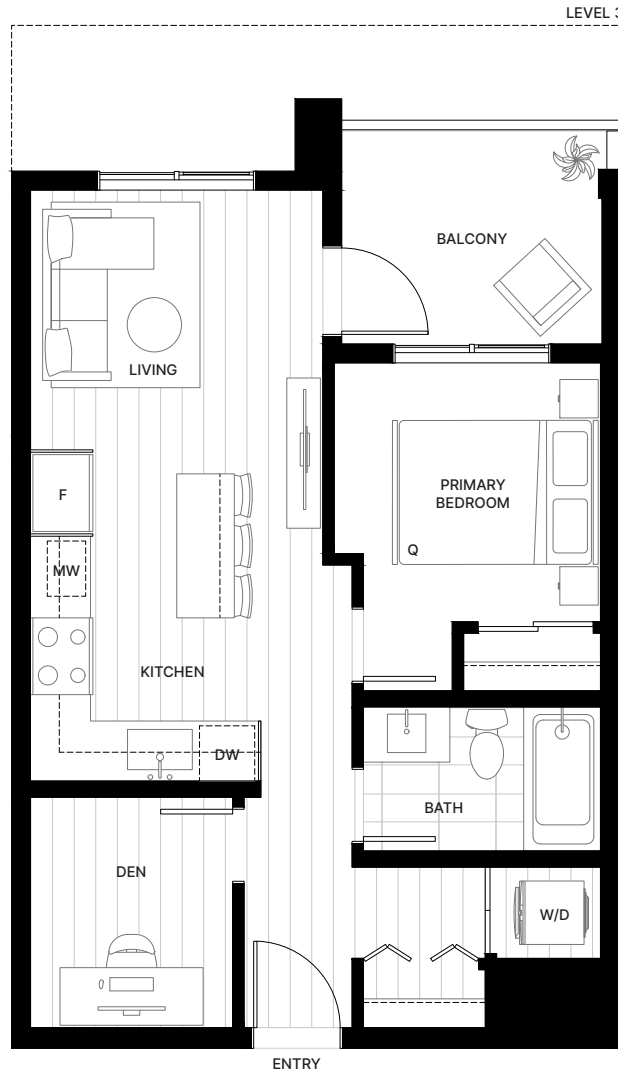 LEVEL 3
BALCONY
LIVING
F
PRIMARY
BEDROOM
Q
MW
KITCHEN
DW
BATH
DEN
W/D
ENTRY